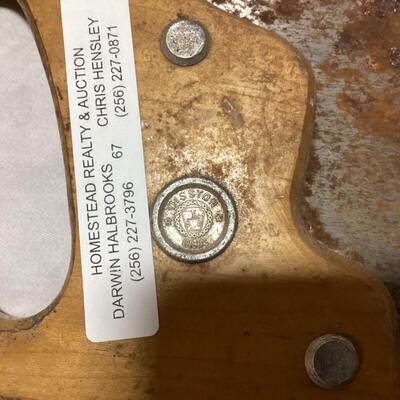 HOMESTEAD REALTY & AUCTION
DARWIN HALBROOKS 67 CHRIS HENSLEY
(256) 227-3796 (256) 227-0871